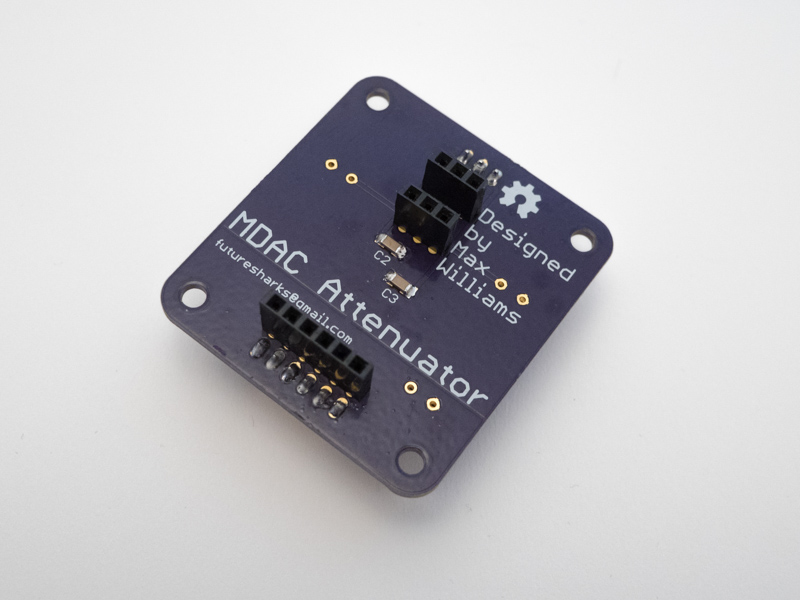 Designed
by
Max
Williams
C2
C3
MDAC Attenuator
futuresharks@gmail.com